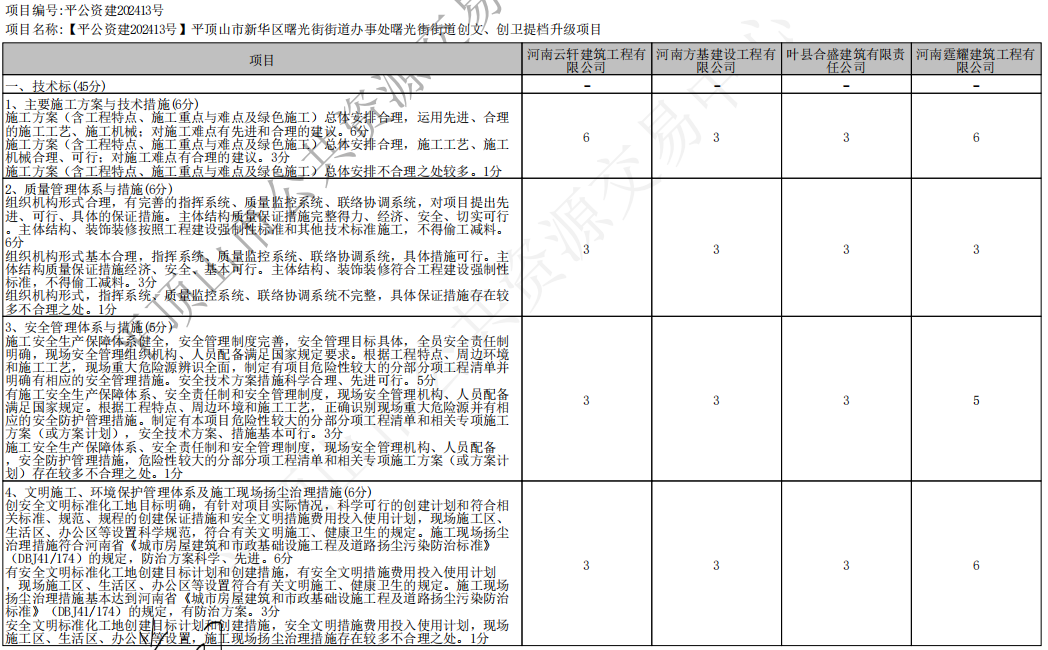 项目编号:平公资建202413号
项目名称:【平公资建202413号】平顶山市新华区曙光街街道办事处曙光街街道创文、创卫提档升级项目
项目 河南云轩建筑工程有 河南方基建设工程有 叶县合盛建筑有限责 河南霆耀建筑工程有
限公司 限公司 任公司 限公司
一、技术标(45分) - - - -
1、主要施工方案与技术措施(6分)
施工方案（含工程特点、施工重点与难点及绿色施工）总体安排合理，运用先进、合理
的施工工艺、施工机械；对施工难点有先进和合理的建议。6分
施工方案（含工程特点、施工重点与难点及绿色施工）总体安排合理，施工工艺、施工
机械合理、可行；对施工难点有合理的建议。3分
施工方案（含工程特点、施工重点与难点及绿色施工）总体安排不合理之处较多。1分
6 3 3 6
2、质量管理体系与措施(6分)
组织机构形式合理，有完善的指挥系统、质量监控系统、联络协调系统，对项目提出先
进、可行、具体的保证措施。主体结构质量保证措施完整得力、经济、安全、切实可行
。主体结构、装饰装修按照工程建设强制性标准和其他技术标准施工，不得偷工减料。
6分
组织机构形式基本合理，指挥系统、质量监控系统、联络协调系统，具体措施可行。主
体结构质量保证措施经济、安全、基本可行。主体结构、装饰装修符合工程建设强制性
标准，不得偷工减料。3分
组织机构形式，指挥系统、质量监控系统、联络协调系统不完整，具体保证措施存在较
多不合理之处。1分
3 3 3 3
3、安全管理体系与措施(5分)
施工安全生产保障体系健全，安全管理制度完善，安全管理目标具体，全员安全责任制
明确，现场安全管理组织机构、人员配备满足国家规定要求。根据工程特点、周边环境
和施工工艺，现场重大危险源辨识全面，制定有项目危险性较大的分部分项工程清单并
明确有相应的安全管理措施。安全技术方案措施科学合理、先进可行。5分
有施工安全生产保障体系、安全责任制和安全管理制度，现场安全管理机构、人员配备
满足国家规定。根据工程特点、周边环境和施工工艺，正确识别现场重大危险源并有相
应的安全防护管理措施。制定有本项目危险性较大的分部分项工程清单和相关专项施工
方案（或方案计划），安全技术方案、措施基本可行。3分
施工安全生产保障体系、安全责任制和安全管理制度，现场安全管理机构、人员配备
，安全防护管理措施，危险性较大的分部分项工程清单和相关专项施工方案（或方案计
划）存在较多不合理之处。1分
3 3 3 5
4、文明施工、环境保护管理体系及施工现场扬尘治理措施(6分)
创安全文明标准化工地目标明确，有针对项目实际情况，科学可行的创建计划和符合相
关标准、规范、规程的创建保证措施和安全文明措施费用投入使用计划，现场施工区、
生活区、办公区等设置科学规范，符合有关文明施工、健康卫生的规定。施工现场扬尘
治理措施符合河南省《城市房屋建筑和市政基础设施工程及道路扬尘污染防治标准》
（DBJ41/174）的规定，防治方案科学、先进。6分
有安全文明标准化工地创建目标计划和创建措施，有安全文明措施费用投入使用计划
，现场施工区、生活区、办公区等设置符合有关文明施工、健康卫生的规定。施工现场
扬尘治理措施基本达到河南省《城市房屋建筑和市政基础设施工程及道路扬尘污染防治
标准》（DBJ41/174）的规定，有防治方案。3分
安全文明标准化工地创建目标计划和创建措施，安全文明措施费用投入使用计划，现场
施工区、生活区、办公区等设置，施工现场扬尘治理措施存在较多不合理之处。1分
3 3 3 6
平顶山市公共资源交易中心